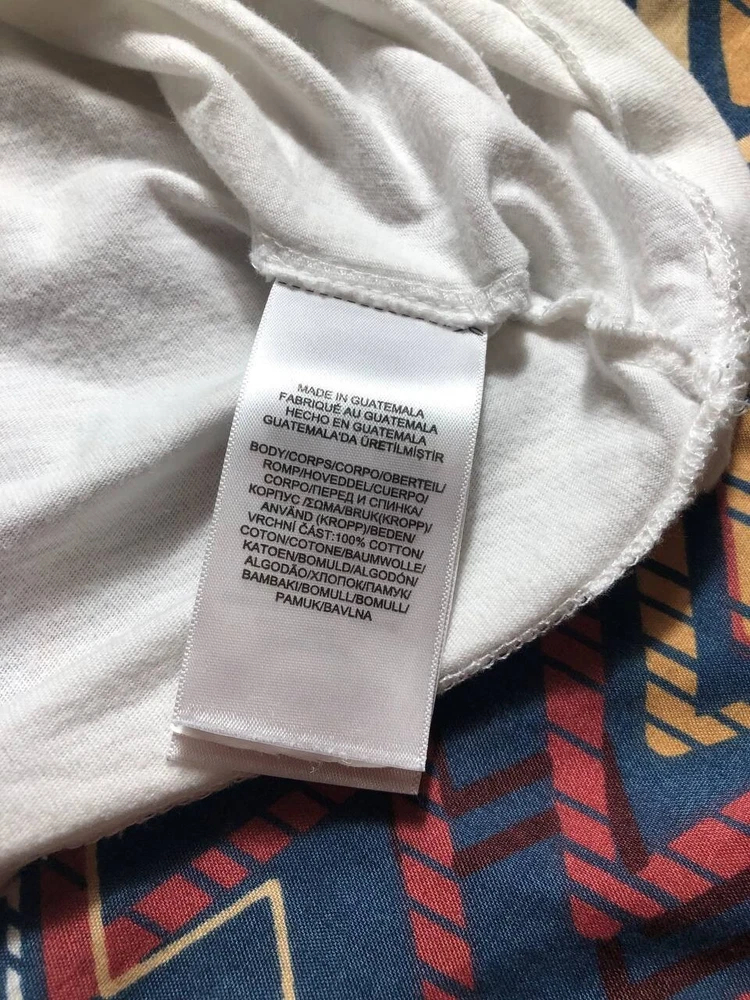 MADE IN GUATEMALA
FABRIQUÉ AU GUATEMALA
HECHO EN GUATEMALA
GUATEMALA'DA ÜRETİLMİŞTİR
BODY/CORPS/CORPO/OBERTEIL/
ROMP/HOVEDDEL/CUERPO/
CORPO/ПЕРЕД И СПИНКА/
КОРПУС /ΣΩΜΑ/BRUK(KROPP)/
ANVÄND (KROPP)/BEDEN/
VRCHNÍ ČÁST:100% COTTON/
COTON/COTONE/BAUMWOLLE/
KATOEN/BOMULD/ALGODÓN/
ALGODÃO/ХЛОПОК/ПАМУК/
BAMBAKI/BOMULL/BOMULL/
PAMUK/BAVLNA